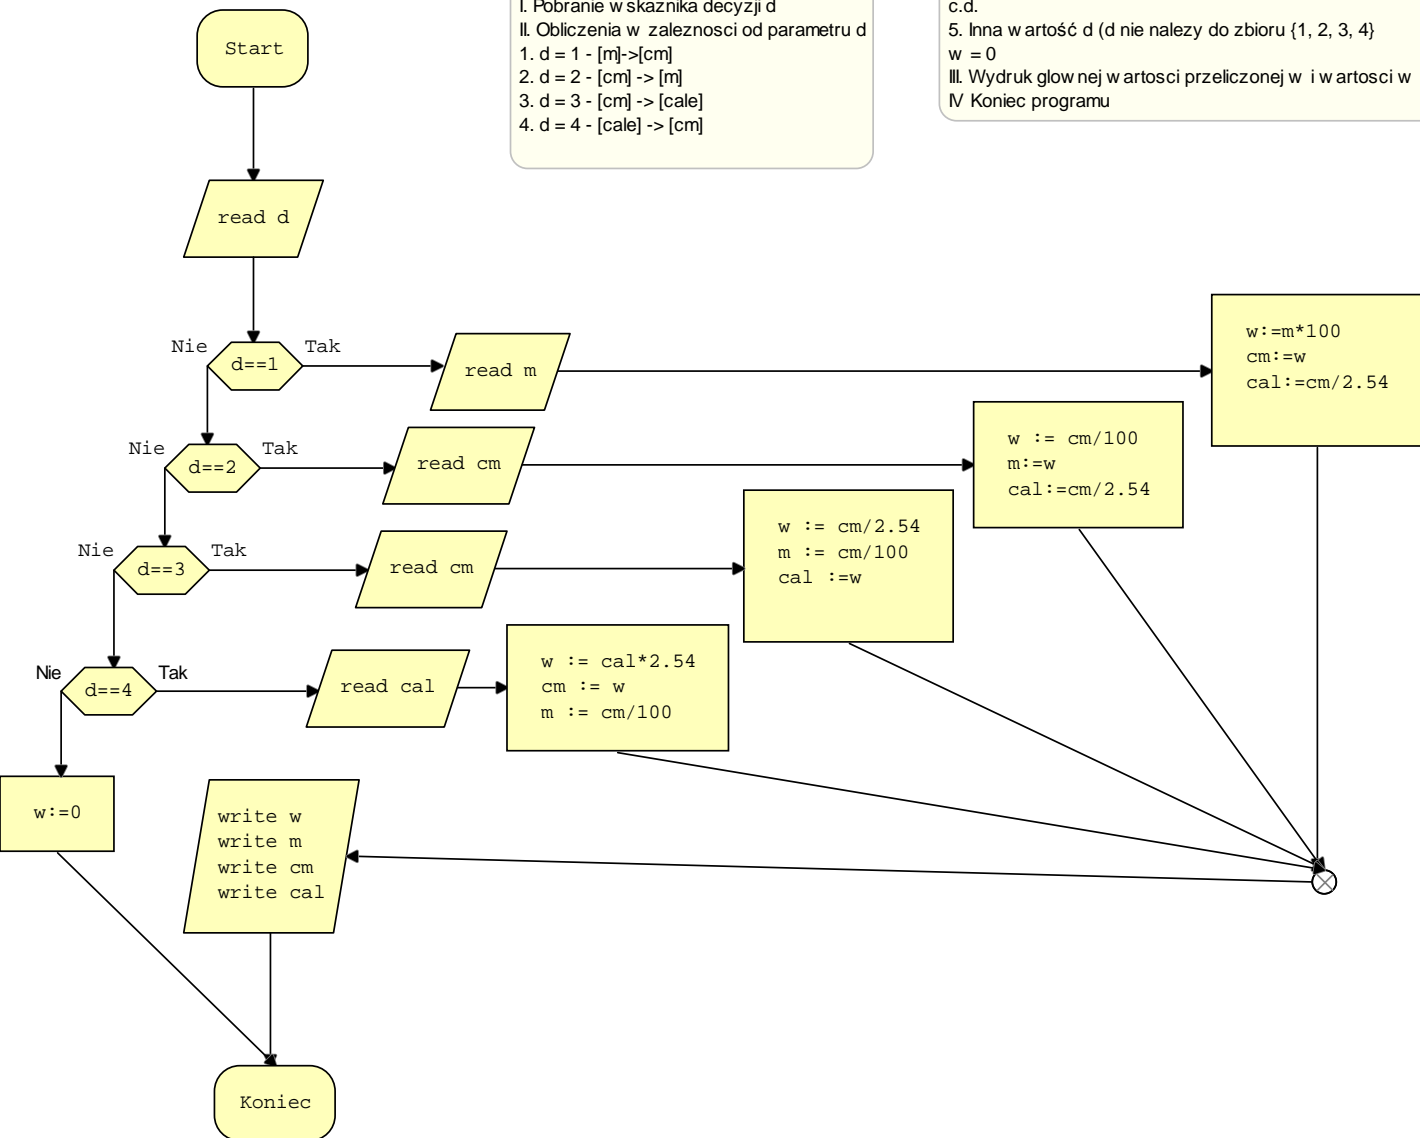 I. Pobranie wskaznika decyzji d
II. Obliczenia w zaleznosci od parametru d
1. d = 1 - [m]->[cm]
2. d = 2 - [cm] -> [m]
3. d = 3 - [cm] -> [cale]
4. d = 4 - [cale] -> [cm]
c.d.
5. Inna wartość d (d nie nalezy do zbioru {1, 2, 3, 4}
w = 0
III. Wydruk glownej wartosci przeliczonej w i wartosci w
IV Koniec programu
Start
read d
Nie
d==1
Tak
read m
w:=m*100
cm:=w
cal:=cm/2.54
Nie
d==2
Tak
read cm
w := cm/100
m:=w
cal:=cm/2.54
Nie
d==3
Tak
read cm
w := cm/2.54
m := cm/100
cal :=w
Nie
d==4
Tak
read cal
w := cal*2.54
cm := w
m := cm/100
w:=0
write w
write m
write cm
write cal
Koniec